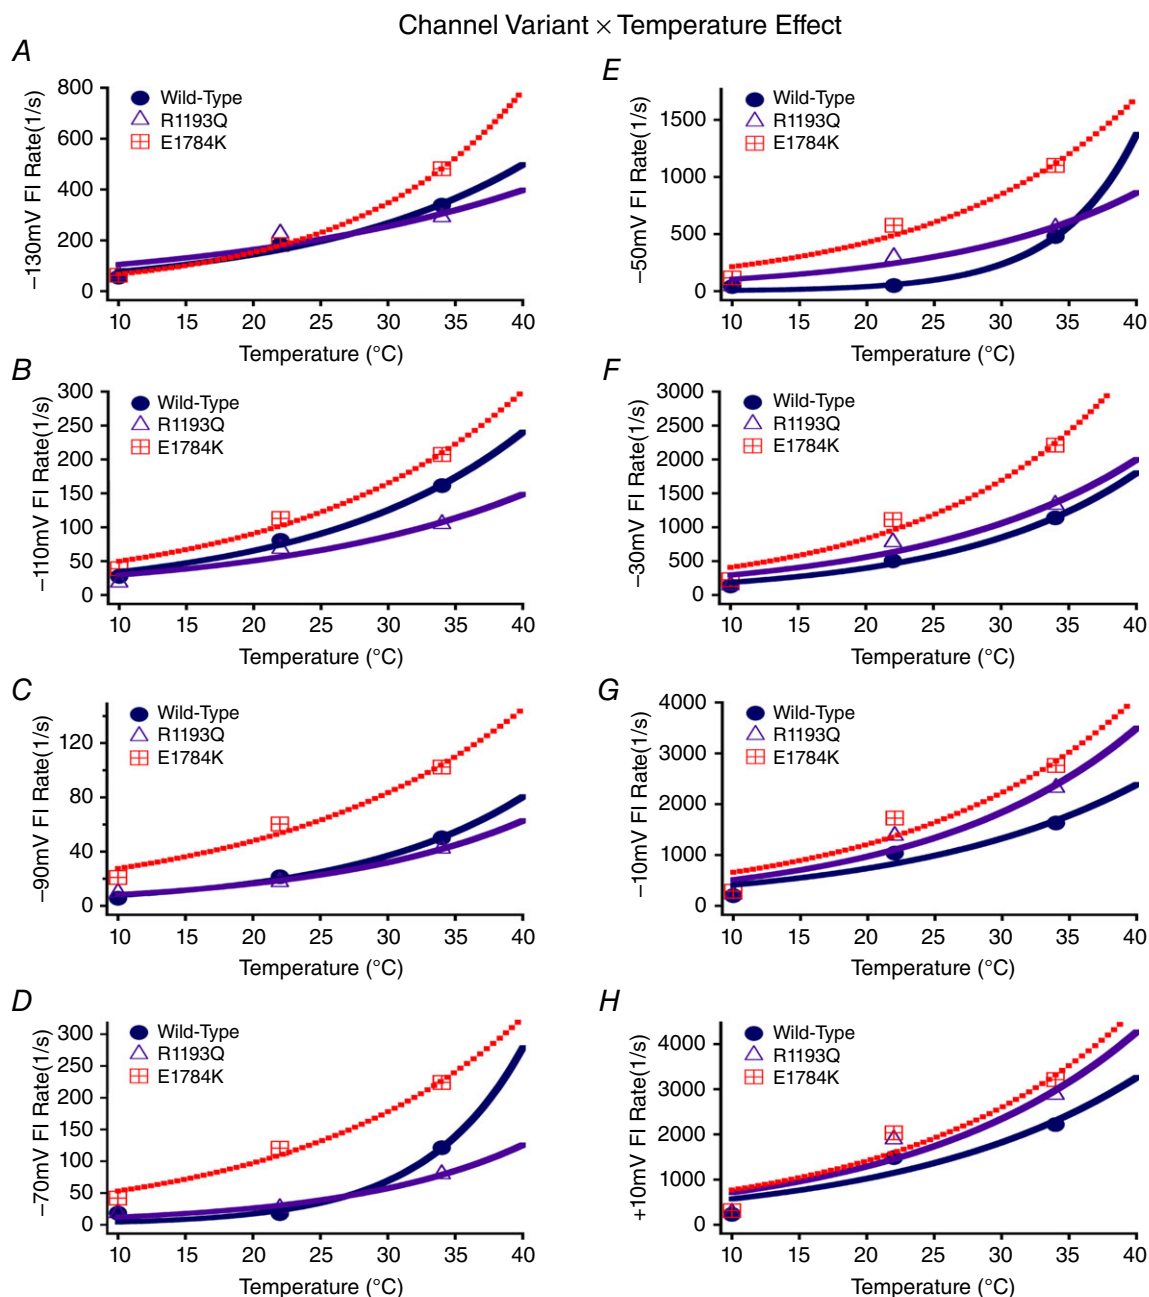 Channel Variant × Temperature Effect
A
−130mV FI Rate(1/s)
800
600
400
200
0
Wild-Type
R1193Q
E1784K
10 15 20 25 30 35 40
Temperature (°C)
B
−110mV FI Rate(1/s)
300
250
200
150
100
50
0
Wild-Type
R1193Q
E1784K
10 15 20 25 30 35 40
Temperature (°C)
C
−90mV FI Rate(1/s)
120
80
40
0
Wild-Type
R1193Q
E1784K
10 15 20 25 30 35 40
Temperature (°C)
D
−70mV FI Rate(1/s)
300
250
200
150
100
50
0
Wild-Type
R1193Q
E1784K
10 15 20 25 30 35 40
Temperature (°C)
E
−50mV FI Rate(1/s)
1500
1000
500
0
Wild-Type
R1193Q
E1784K
10 15 20 25 30 35 40
Temperature (°C)
F
−30mV FI Rate(1/s)
3000
2500
2000
1500
1000
500
0
Wild-Type
R1193Q
E1784K
10 15 20 25 30 35 40
Temperature (°C)
G
−10mV FI Rate(1/s)
4000
3000
2000
1000
0
Wild-Type
R1193Q
E1784K
10 15 20 25 30 35 40
Temperature (°C)
H
+10mV FI Rate(1/s)
4000
3000
2000
1000
0
Wild-Type
R1193Q
E1784K
10 15 20 25 30 35 40
Temperature (°C)